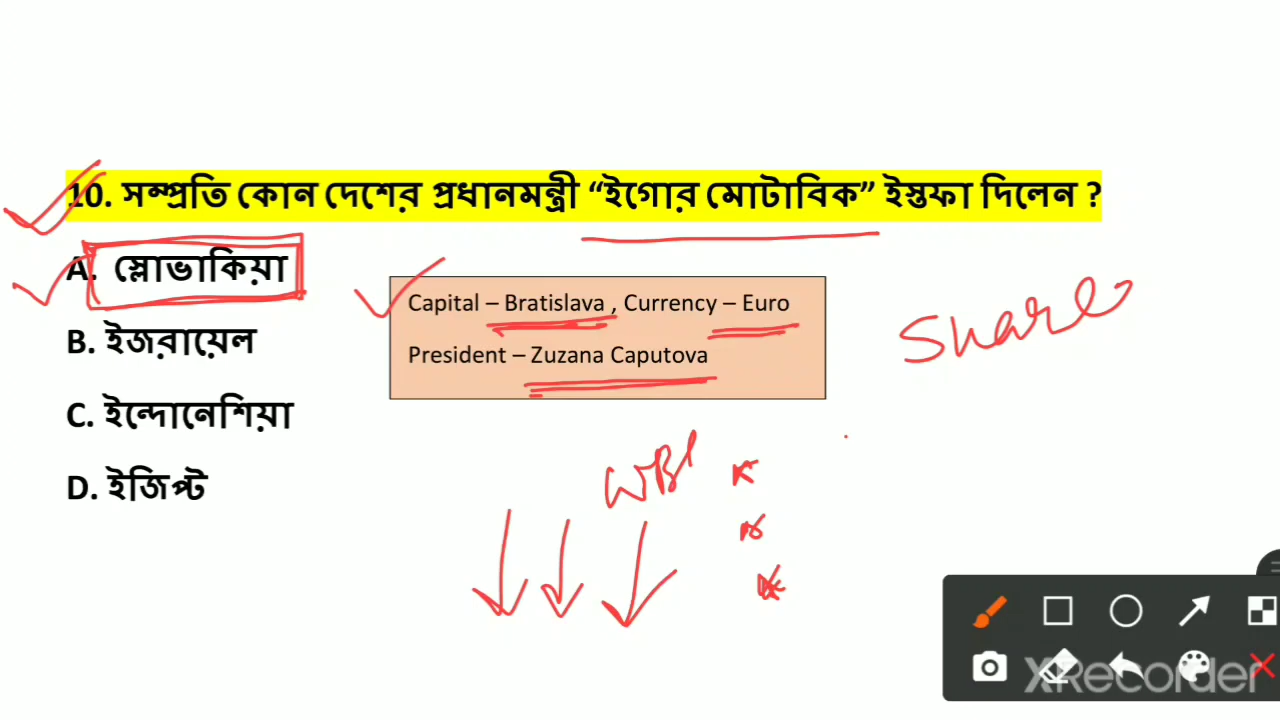 10. সম্প্রতি কোন দেশের প্রধানমন্ত্রী “ইগোর মোটাবিক” ইস্তফা দিলেন ?
A. স্লোভাকিয়া
Capital – Bratislava , Currency – Euro
President – Zuzana Caputova
Share
B. ইজরায়েল
C. ইন্দোনেশিয়া
D. ইজিপ্ট
XRecorder